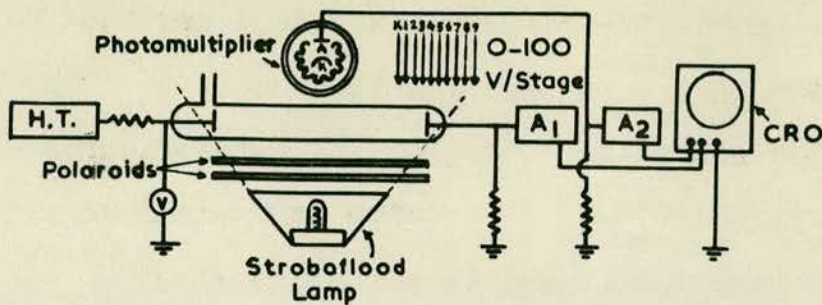 K123456789
Photomultiplier
A
K
0-100
V/Stage
H.T.
A1
A2
CRO
Polaroids
V
Strobaflood
Lamp